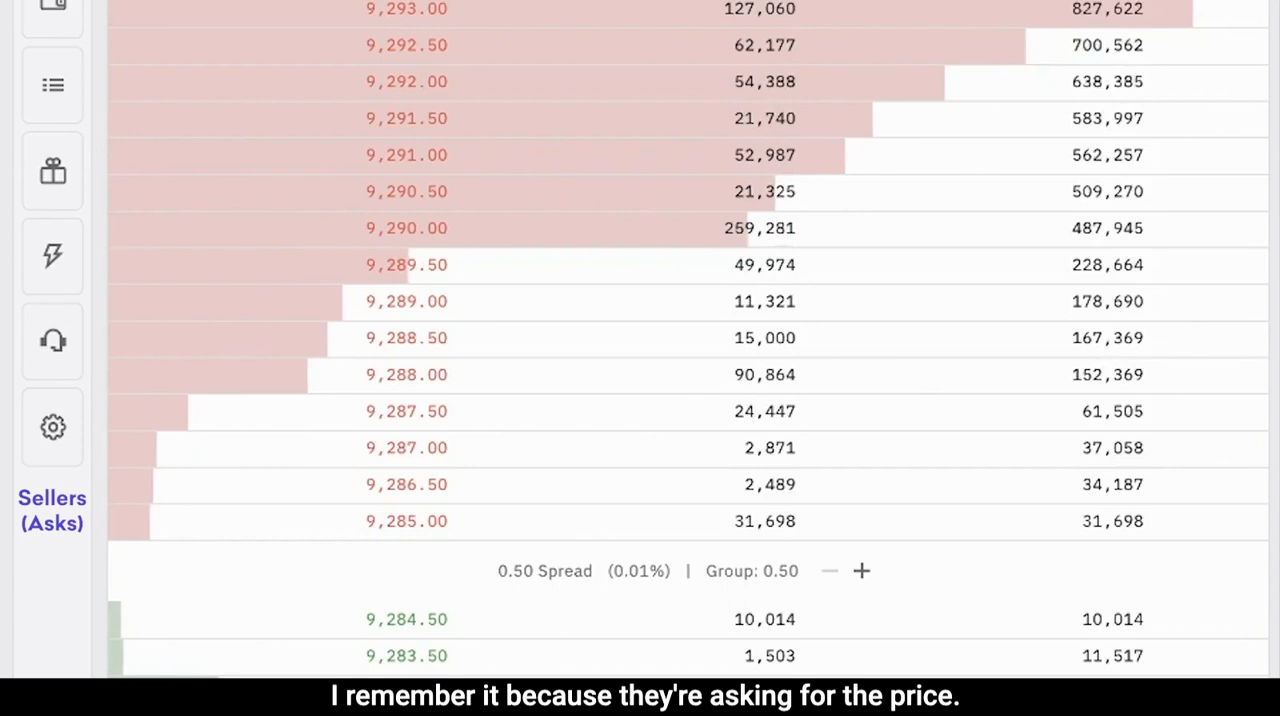 9,293.00 127,060 827,622
9,292.50 62,177 700,562
9,292.00 54,388 638,385
9,291.50 21,740 583,997
9,291.00 52,987 562,257
9,290.50 21,325 509,270
9,290.00 259,281 487,945
9,289.50 49,974 228,664
9,289.00 11,321 178,690
9,288.50 15,000 167,369
9,288.00 90,864 152,369
9,287.50 24,447 61,505
9,287.00 2,871 37,058
9,286.50 2,489 34,187
Sellers
(Asks)
9,285.00 31,698 31,698
0.50 Spread (0.01%) | Group: 0.50 − +
9,284.50 10,014 10,014
9,283.50 1,503 11,517
I remember it because they're asking for the price.